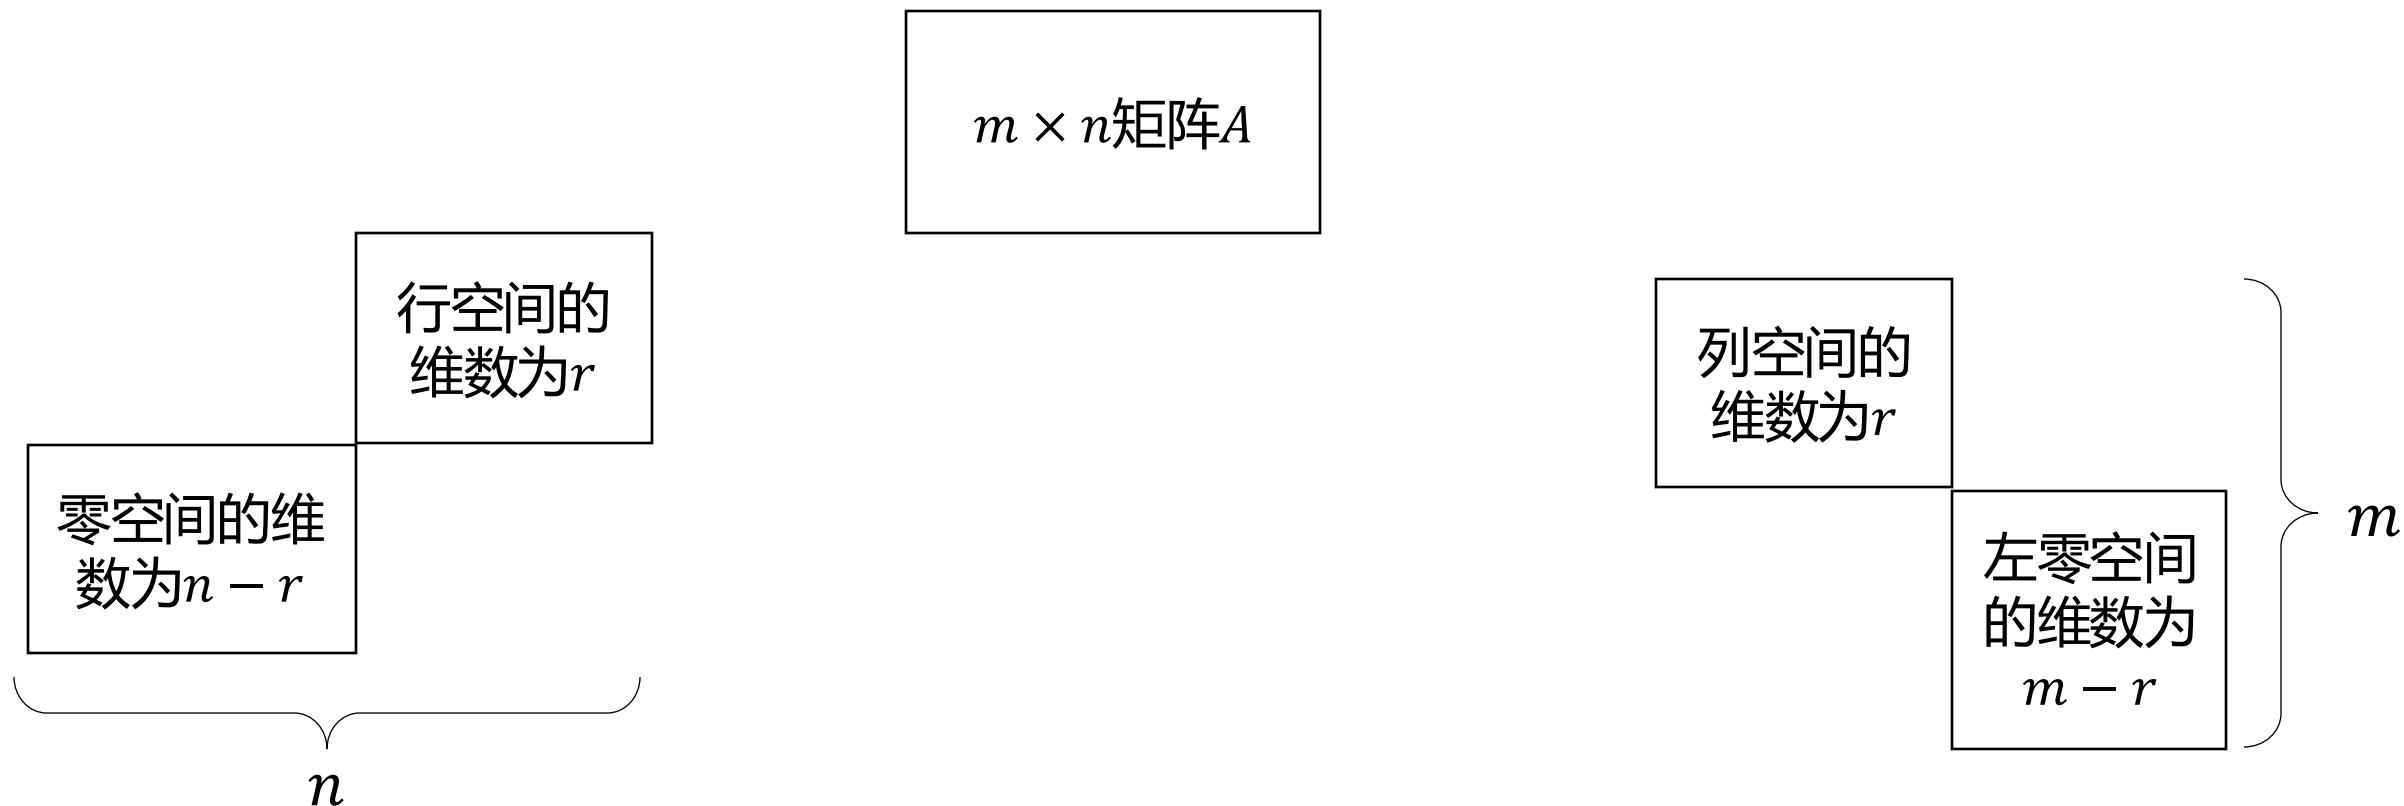 m × n矩阵A
行空间的
维数为r
零空间的维
数为n − r
n
列空间的
维数为r
左零空间
的维数为
m − r
m